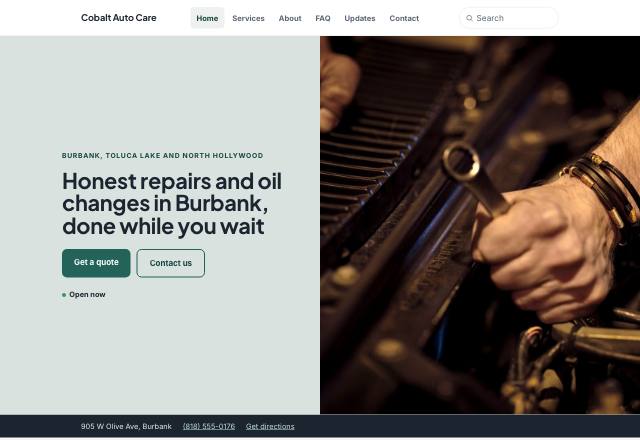 Cobalt Auto Care
Home Services About FAQ Updates Contact
Search
BURBANK, TOLUCA LAKE AND NORTH HOLLYWOOD
Honest repairs and oil
changes in Burbank,
done while you wait
Get a quote Contact us
Open now
905 W Olive Ave, Burbank (818) 555-0176 Get directions